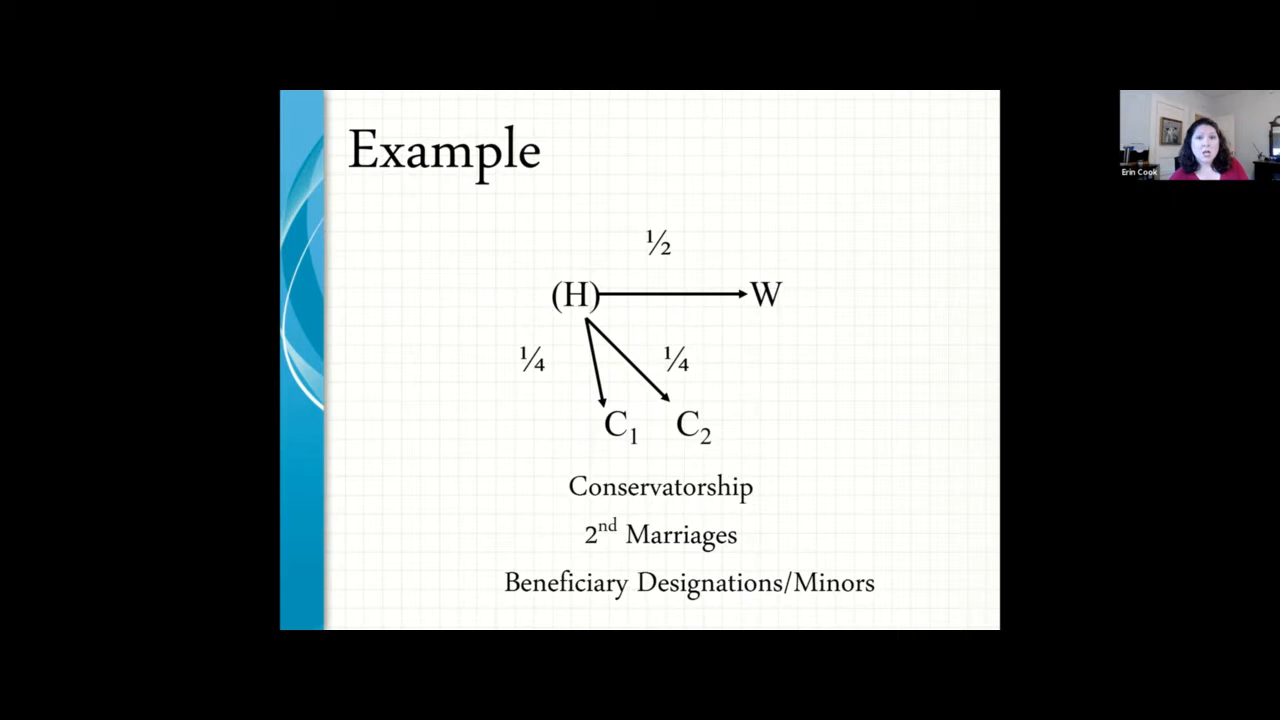 Example
½
(H) W
¼ ¼
C₁ C₂
Conservatorship
2ⁿᵈ Marriages
Beneficiary Designations/Minors
Erin Cook